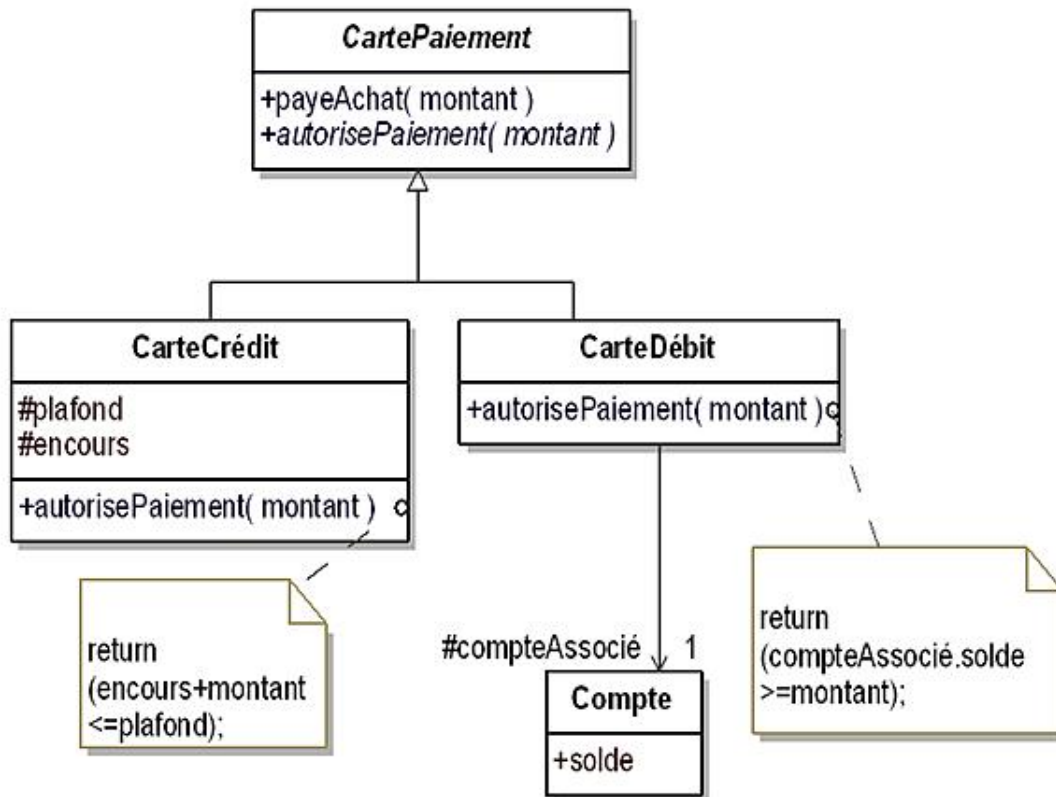 CartePaiement
+payeAchat( montant )
+autorisePaiement( montant )
CarteCrédit
#plafond
#encours
+autorisePaiement( montant )
CarteDébit
+autorisePaiement( montant )
return
(encours+montant
<=plafond);
#compteAssocié 1
Compte
+solde
return
(compteAssocié.solde
>=montant);